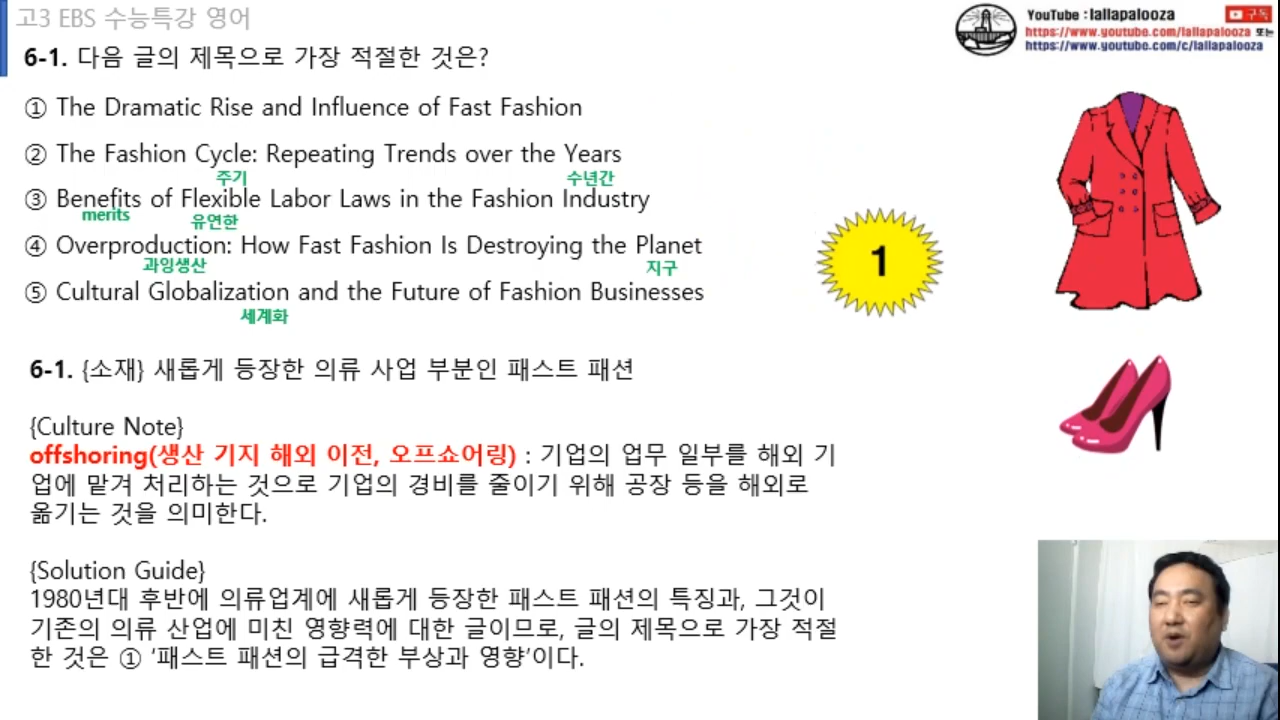 고3 EBS 수능특강 영어
YouTube : lallapalooza
구독
https://www.youtube.com/lallapalooza 또는
https://www.youtube.com/c/lallapalooza
6-1. 다음 글의 제목으로 가장 적절한 것은?
① The Dramatic Rise and Influence of Fast Fashion
② The Fashion Cycle: Repeating Trends over the Years
주기 수년간
③ Benefits of Flexible Labor Laws in the Fashion Industry
merits 유연한
④ Overproduction: How Fast Fashion Is Destroying the Planet
과잉생산 지구
⑤ Cultural Globalization and the Future of Fashion Businesses
세계화
1
6-1. {소재} 새롭게 등장한 의류 사업 부분인 패스트 패션
{Culture Note}
offshoring(생산 기지 해외 이전, 오프쇼어링) : 기업의 업무 일부를 해외 기
업에 맡겨 처리하는 것으로 기업의 경비를 줄이기 위해 공장 등을 해외로
옮기는 것을 의미한다.
{Solution Guide}
1980년대 후반에 의류업계에 새롭게 등장한 패스트 패션의 특징과, 그것이
기존의 의류 산업에 미친 영향력에 대한 글이므로, 글의 제목으로 가장 적절
한 것은 ① ‘패스트 패션의 급격한 부상과 영향’이다.